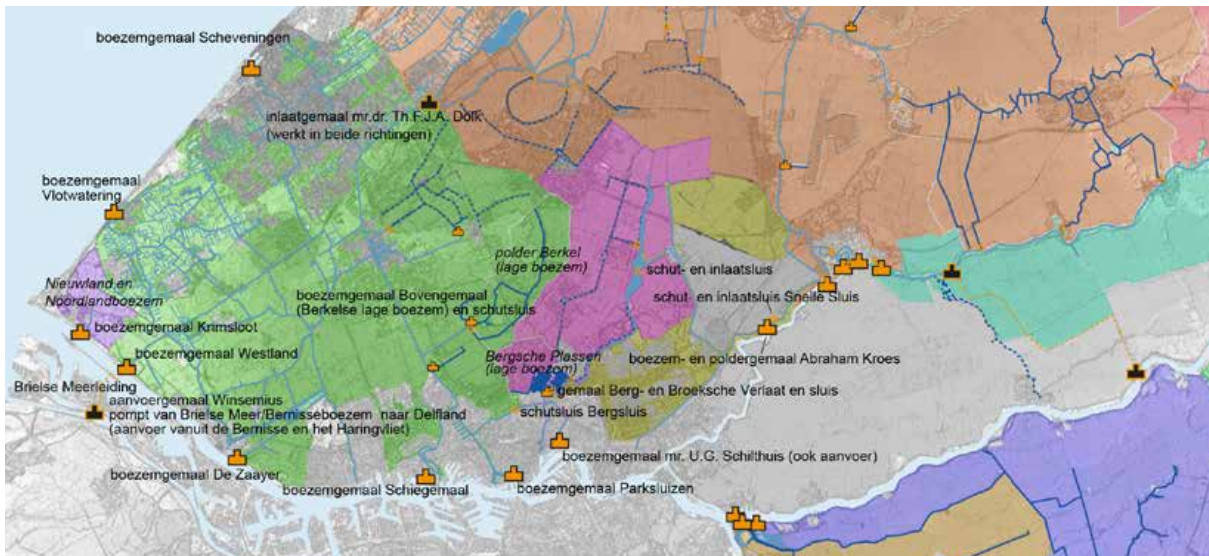 boezemgemaal Scheveningen
inlaatgemaal mr.dr. Th.F.J.A. Dolk
(werkt in beide richtingen)
boezemgemaal
Vlotwatering
polder Berkel
(lage boezem)
schut- en inlaatsluis
Nieuwland en
Noordlandboezem
boezemgemaal Bovengemaal
(Berkelse lage boezem) en schutsluis
schut- en inlaatsluis Snelle Sluis
boezemgemaal Krimsloot
boezemgemaal Westland
Bergsche Plassen
(lage boezem)
boezem- en poldergemaal Abraham Kroes
Brielse Meerleiding
aanvoergemaal Winsemius
pompt van Brielse Meer/Bernisseboezem naar Delfland
(aanvoer vanuit de Bernisse en het Haringvliet)
gemaal Berg- en Broeksche Verlaat en sluis
schutsluis Bergsluis
boezemgemaal mr. U.G. Schilthuis (ook aanvoer)
boezemgemaal De Zaayer
boezemgemaal Schiegemaal
boezemgemaal Parksluizen